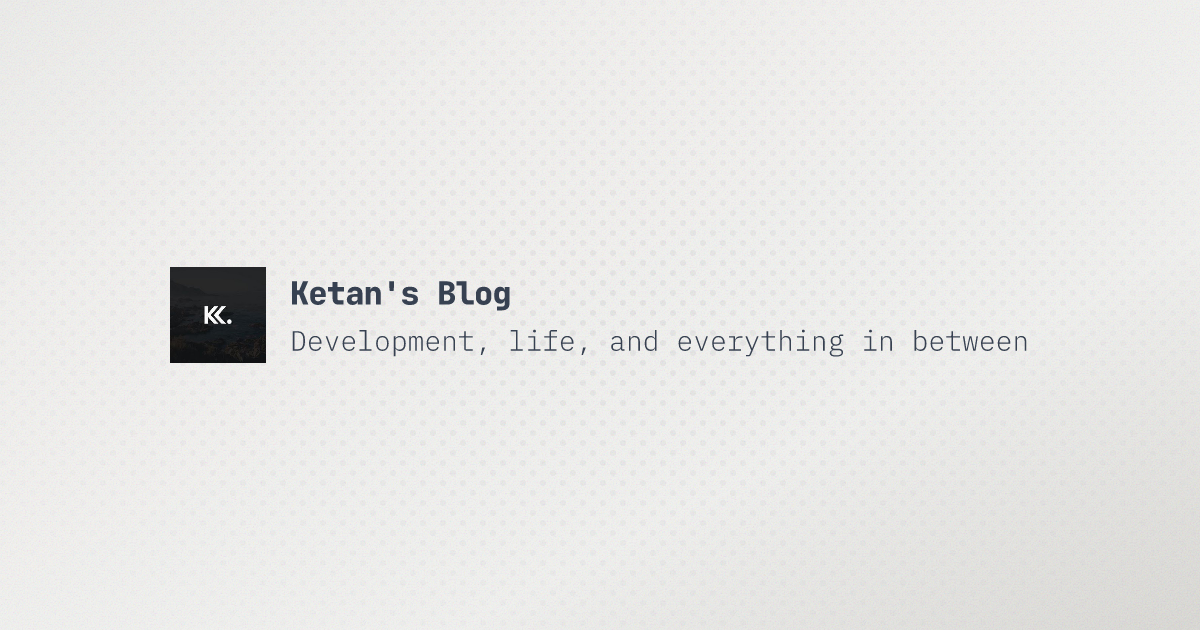 KK.
Ketan's Blog
Development, life, and everything in between